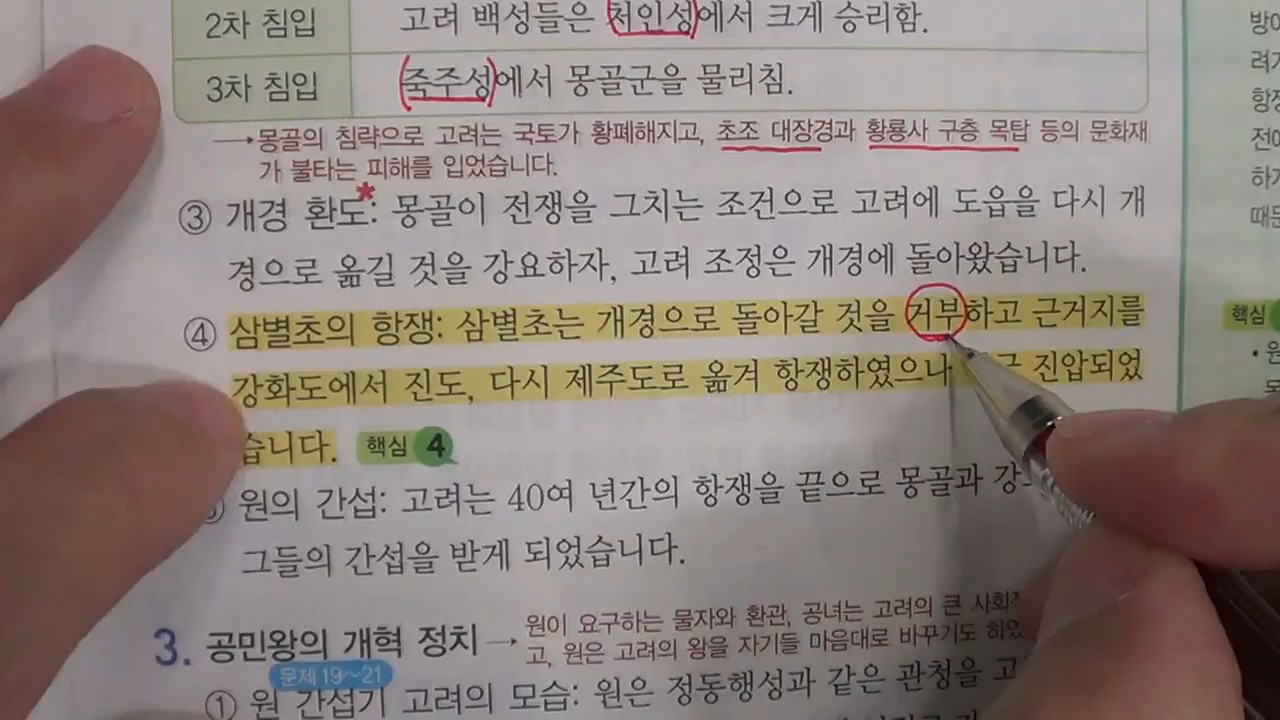 2차 침입 고려 백성들은 처인성에서 크게 승리함.
3차 침입 죽주성에서 몽골군을 물리침.
→몽골의 침략으로 고려는 국토가 황폐해지고, 초조 대장경과 황룡사 구층 목탑 등의 문화재
가 불타는 피해를 입었습니다.
③ 개경 환도*: 몽골이 전쟁을 그치는 조건으로 고려에 도읍을 다시 개
경으로 옮길 것을 강요하자, 고려 조정은 개경에 돌아왔습니다.
④ 삼별초의 항쟁: 삼별초는 개경으로 돌아갈 것을 거부하고 근거지를
강화도에서 진도, 다시 제주도로 옮겨 항쟁하였으나 진압되었
습니다. 핵심 4
원의 간섭: 고려는 40여 년간의 항쟁을 끝으로 몽골과
그들의 간섭을 받게 되었습니다.
3. 공민왕의 개혁 정치 → 원이 요구하는 물자와 환관, 공녀는 고려의 큰
고, 원은 고려의 왕을 자기들 마음대로 바꾸기도
문제 19~21
① 원 간섭기 고려의 모습: 원은 정동행성과 같은 관청을
핵심